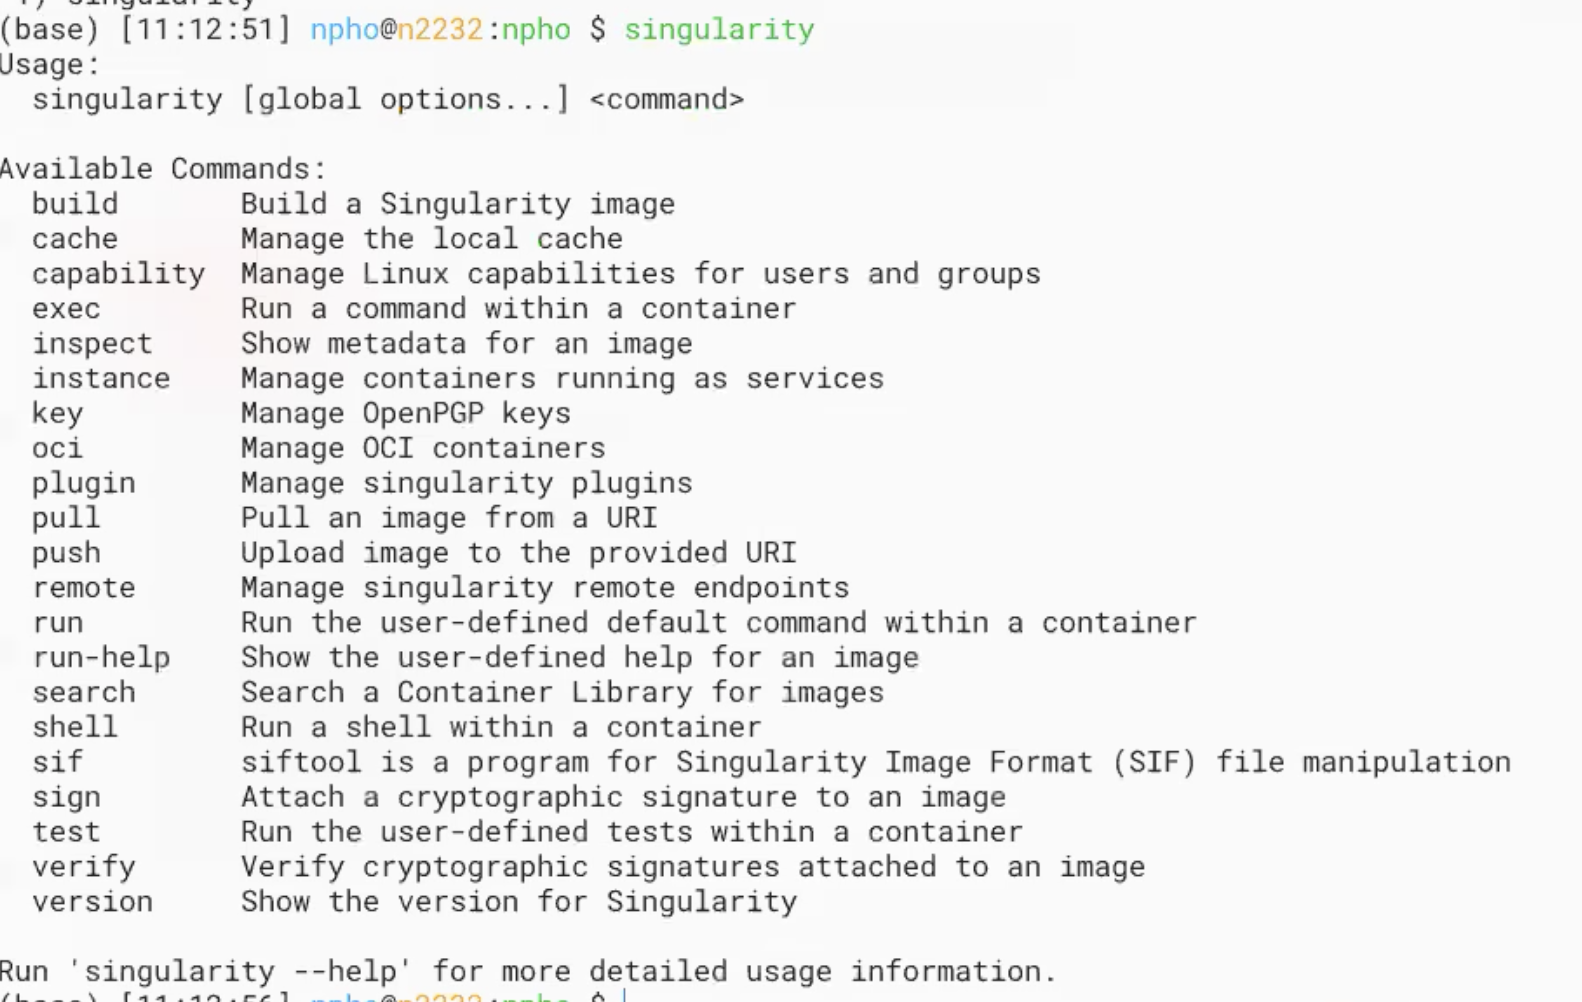 singularity
(base) [11:12:51] npho@n2232:npho $ singularity
Usage:
  singularity [global options...] <command>

Available Commands:
  build       Build a Singularity image
  cache       Manage the local cache
  capability  Manage Linux capabilities for users and groups
  exec        Run a command within a container
  inspect     Show metadata for an image
  instance    Manage containers running as services
  key         Manage OpenPGP keys
  oci         Manage OCI containers
  plugin      Manage singularity plugins
  pull        Pull an image from a URI
  push        Upload image to the provided URI
  remote      Manage singularity remote endpoints
  run         Run the user-defined default command within a container
  run-help    Show the user-defined help for an image
  search      Search a Container Library for images
  shell       Run a shell within a container
  sif         siftool is a program for Singularity Image Format (SIF) file manipulation
  sign        Attach a cryptographic signature to an image
  test        Run the user-defined tests within a container
  verify      Verify cryptographic signatures attached to an image
  version     Show the version for Singularity

Run 'singularity --help' for more detailed usage information.
(base) [11:12:56] npho@n2232:npho $